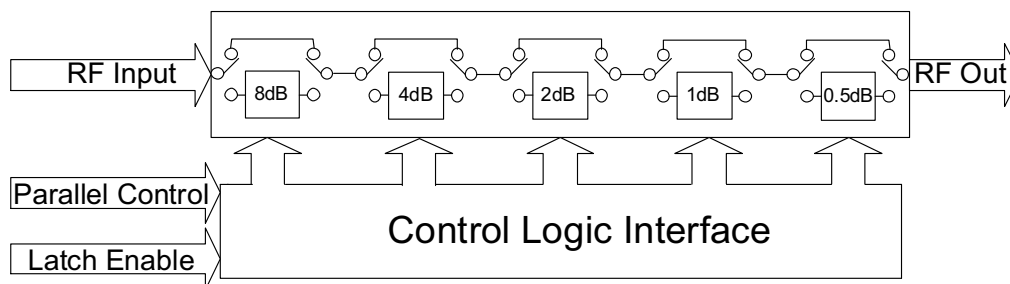 RF Input
8dB
4dB
2dB
1dB
0.5dB
RF Out
Parallel Control
Control Logic Interface
Latch Enable